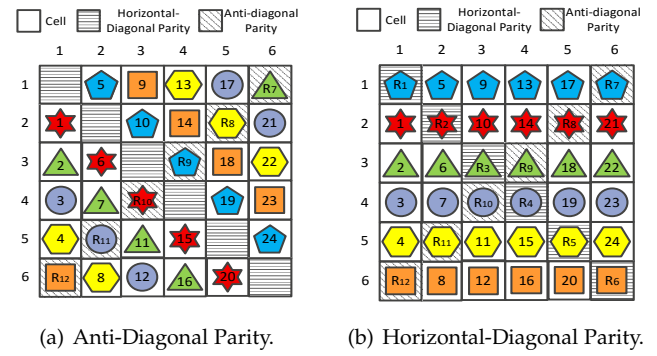 Cell Horizontal-Diagonal Parity Anti-diagonal Parity
1 2 3 4 5 6
1 5 9 13 17 R7
2 1 10 14 R8 21
3 2 6 R9 18 22
4 3 7 R10 19 23
5 4 R11 11 15 24
6 R12 8 12 16 20
(a) Anti-Diagonal Parity.
Cell Horizontal-Diagonal Parity Anti-diagonal Parity
1 2 3 4 5 6
1 R1 5 9 13 17 R7
2 1 R2 10 14 R8 21
3 2 6 R3 R9 18 22
4 3 7 R10 R4 19 23
5 4 R11 11 15 R5 24
6 R12 8 12 16 20 R6
(b) Horizontal-Diagonal Parity.